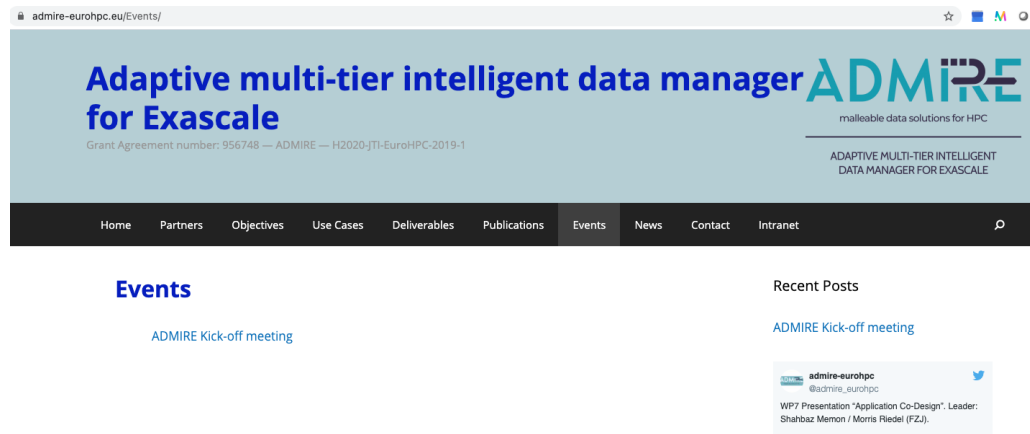 admire-eurohpc.eu/Events/
Adaptive multi-tier intelligent data manager
for Exascale
Grant Agreement number: 956748 — ADMIRE — H2020-JTI-EuroHPC-2019-1
ADMIRE
malleable data solutions for HPC
ADAPTIVE MULTI-TIER INTELLIGENT
DATA MANAGER FOR EXASCALE
Home Partners Objectives Use Cases Deliverables Publications Events News Contact Intranet
Events
ADMIRE Kick-off meeting
Recent Posts
ADMIRE Kick-off meeting
admire-eurohpc
@admire_eurohpc
WP7 Presentation "Application Co-Design". Leader:
Shahbaz Memon / Morris Riedel (FZJ).